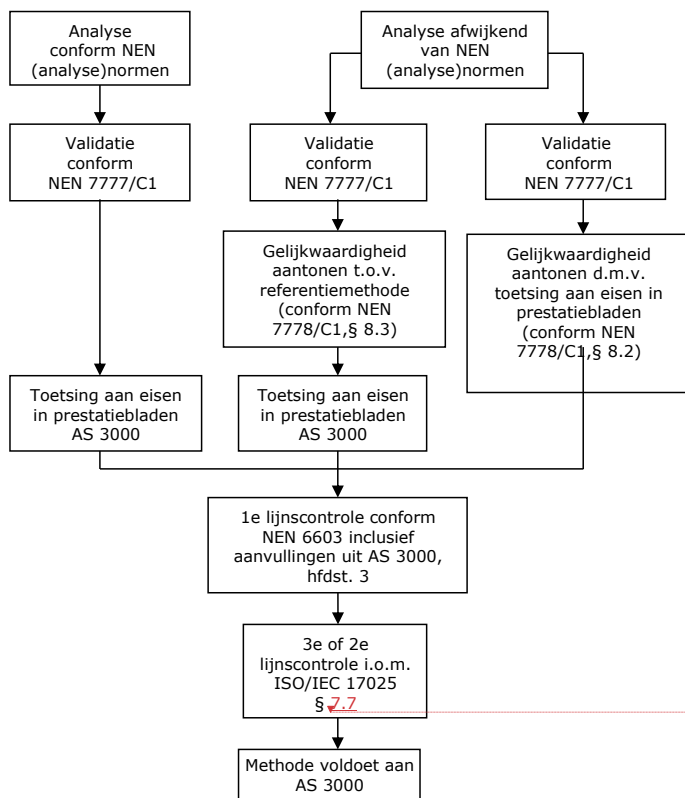 Analyse
conform NEN
(analyse)normen
Analyse afwijkend
van NEN
(analyse)normen
Validatie
conform
NEN 7777/C1
Validatie
conform
NEN 7777/C1
Validatie
conform
NEN 7777/C1
Gelijkwaardigheid
aantonen t.o.v.
referentiemethode
(conform NEN
7778/C1,§ 8.3)
Gelijkwaardigheid
aantonen d.m.v.
toetsing aan eisen in
prestatiebladen
(conform NEN
7778/C1,§ 8.2)
Toetsing aan eisen
in prestatiebladen
AS 3000
Toetsing aan eisen
in prestatiebladen
AS 3000
1e lijnscontrole conform
NEN 6603 inclusief
aanvullingen uit AS 3000,
hfdst. 3
3e of 2e
lijnscontrole i.o.m.
ISO/IEC 17025
§ 7.7
Methode voldoet aan
AS 3000